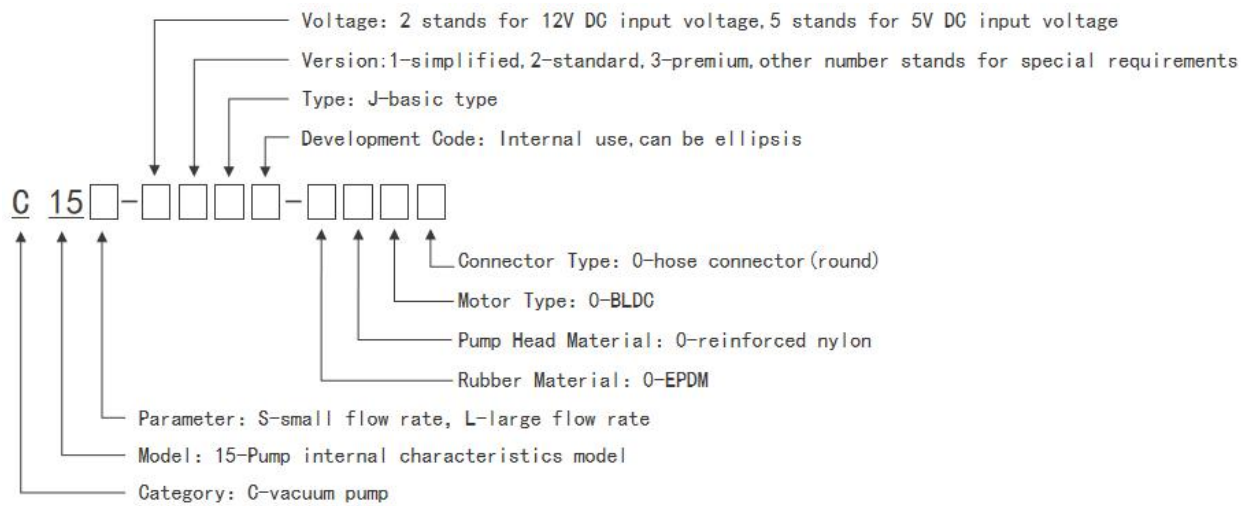 Voltage: 2 stands for 12V DC input voltage,5 stands for 5V DC input voltage
Version:1-simplified,2-standard,3-premium,other number stands for special requirements
Type: J-basic type
Development Code: Internal use,can be ellipsis
C 15□-□□□□-□□□□
Connector Type: 0-hose connector(round)
Motor Type: 0-BLDC
Pump Head Material: 0-reinforced nylon
Rubber Material: 0-EPDM
Parameter: S-small flow rate, L-large flow rate
Model: 15-Pump internal characteristics model
Category: C-vacuum pump